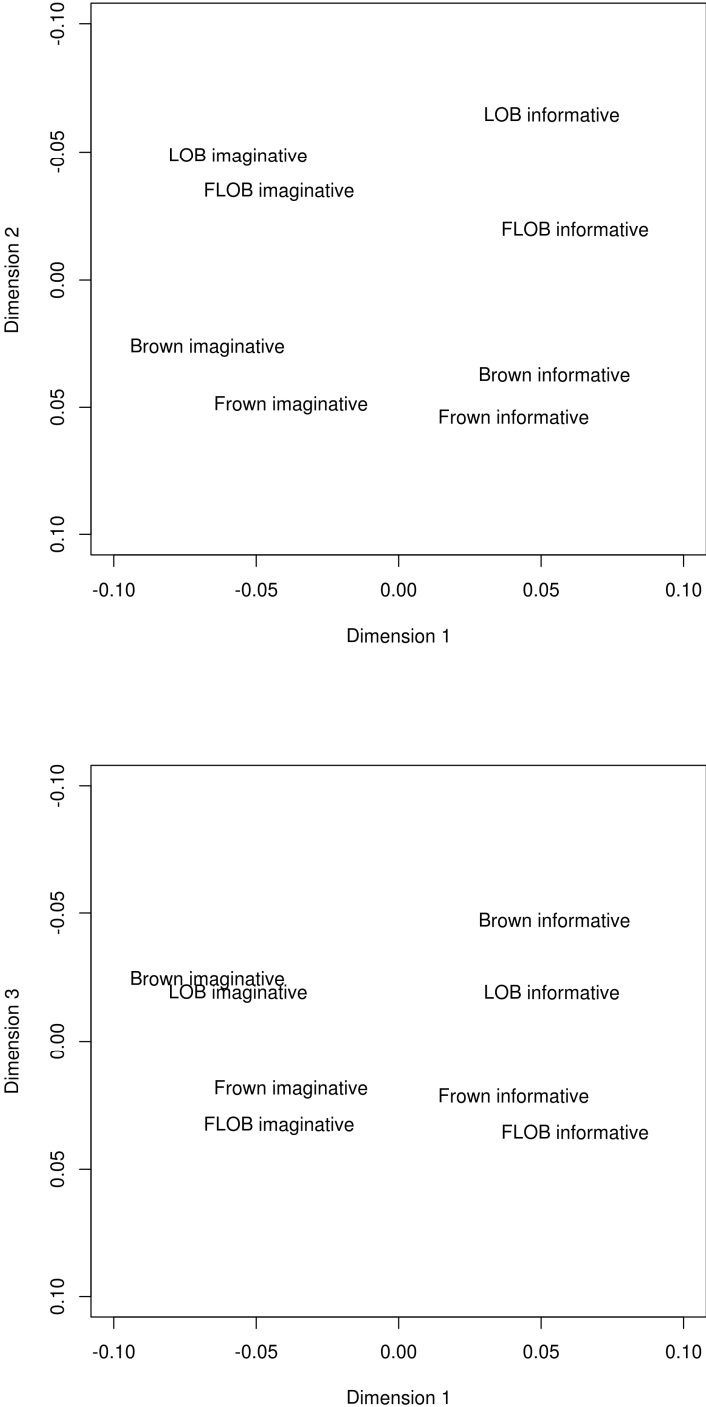 -0.10
LOB informative
-0.05
LOB imaginative
FLOB imaginative
FLOB informative
Dimension 2
0.00
Brown imaginative
Brown informative
0.05
Frown imaginative
Frown informative
0.10
-0.10 -0.05 0.00 0.05 0.10
Dimension 1
-0.10
-0.05
Brown informative
Brown imaginative
LOB imaginative
LOB informative
Dimension 3
0.00
Frown imaginative
Frown informative
FLOB imaginative
FLOB informative
0.05
0.10
-0.10 -0.05 0.00 0.05 0.10
Dimension 1